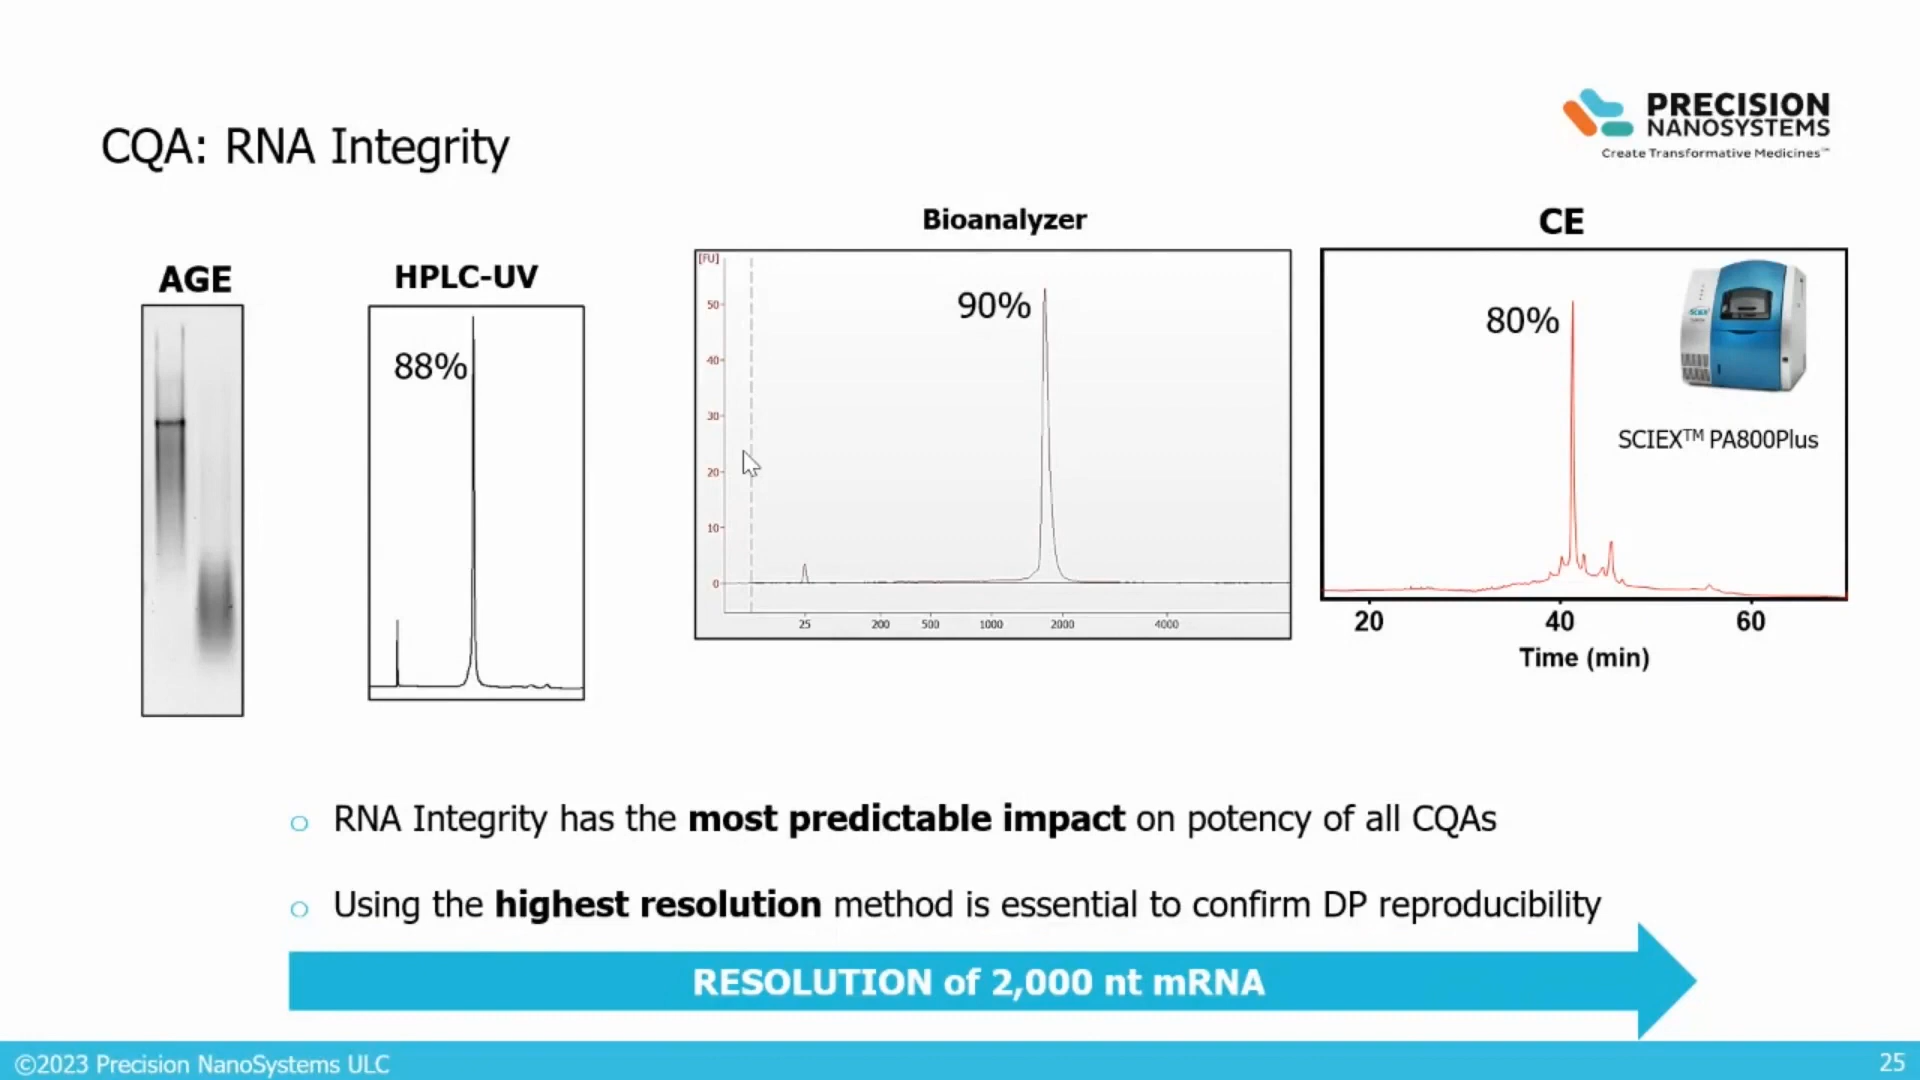 CQA: RNA Integrity
PRECISION
NANOSYSTEMS
Create Transformative Medicines™
AGE
HPLC-UV
88%
Bioanalyzer
[FU]
50
40
30
20
10
0
90%
25 200 500 1000 2000 4000
CE
80%
SCIEX
SCIEX™ PA800Plus
20 40 60
Time (min)
RNA Integrity has the most predictable impact on potency of all CQAs
Using the highest resolution method is essential to confirm DP reproducibility
RESOLUTION of 2,000 nt mRNA
©2023 Precision NanoSystems ULC
25